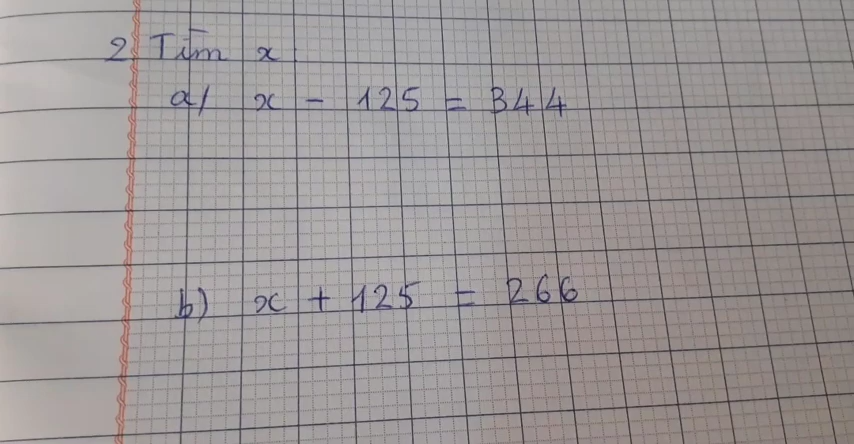 2) Tìm x:
a) x - 125 = 344
b) x + 125 = 266